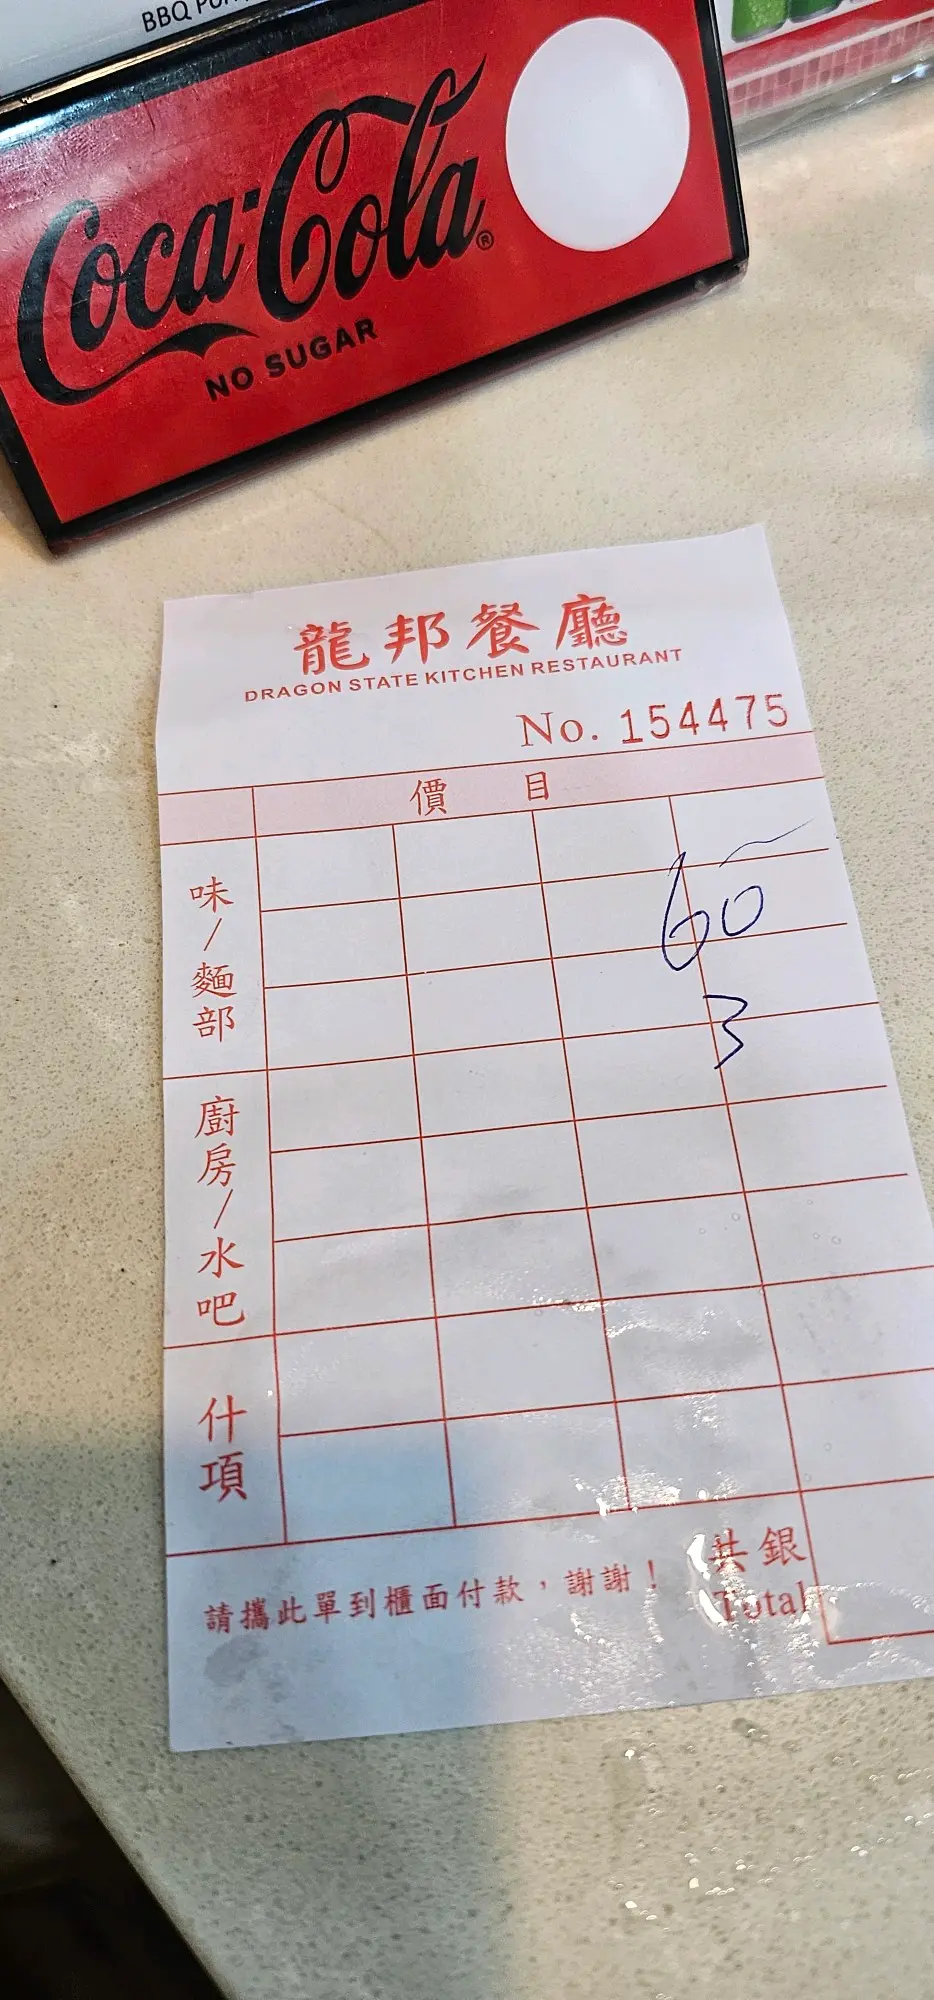 BBQ
Coca-Cola®
NO SUGAR
龍邦餐廳
DRAGON STATE KITCHEN RESTAURANT
No. 154475
價目
味/麵部
60
3
廚房/水吧
什項
請攜此單到櫃面付款，謝謝！
共銀
Total